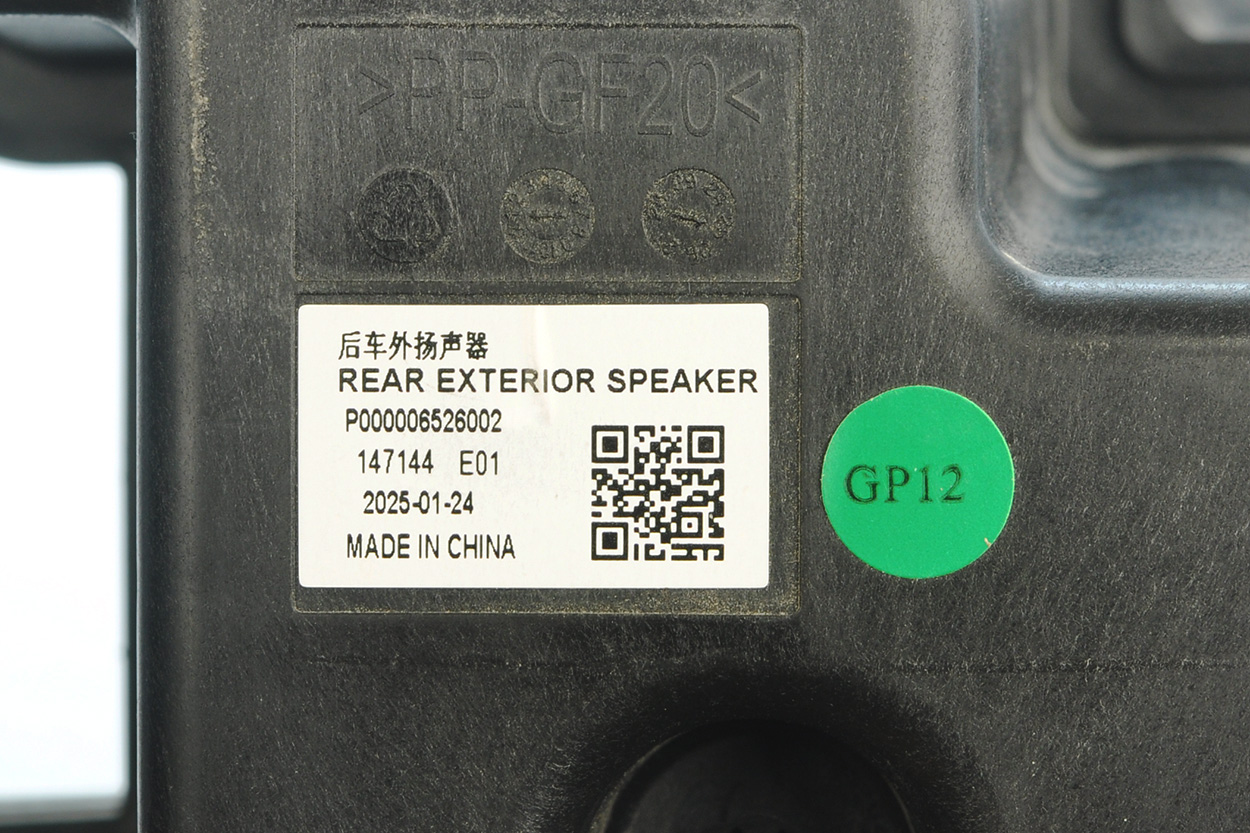 >PP-GF20<
后车外扬声器
REAR EXTERIOR SPEAKER
P000006526002
147144 E01
2025-01-24
MADE IN CHINA
GP12